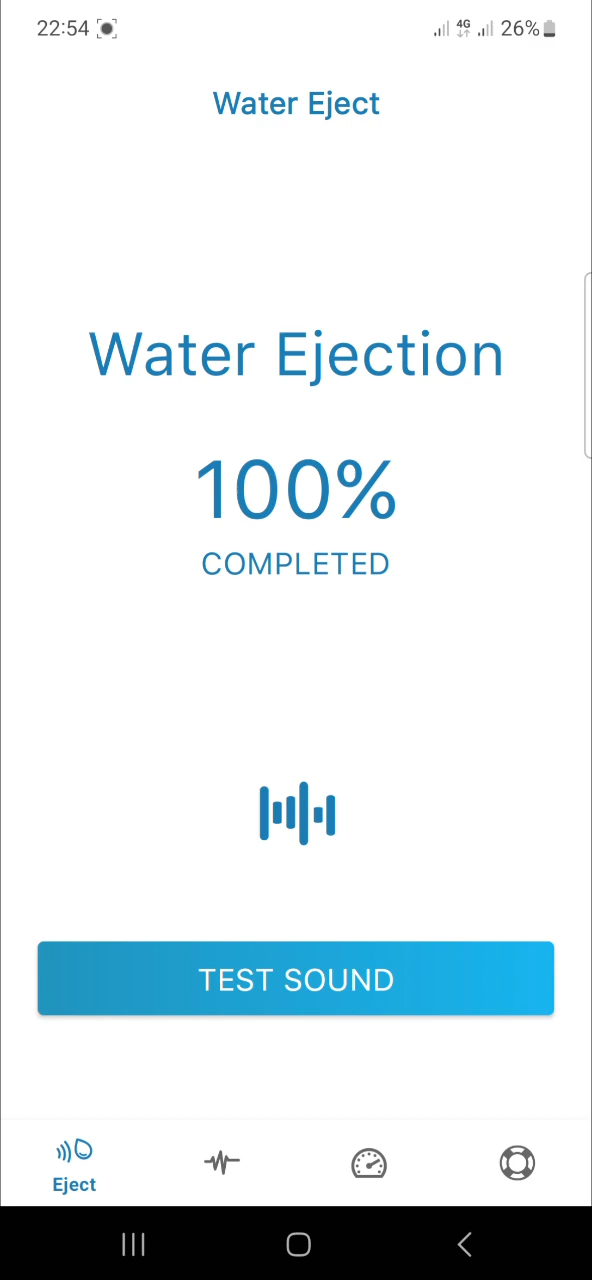 22:54 4G 26%
Water Eject
Water Ejection
100%
COMPLETED
TEST SOUND
Eject